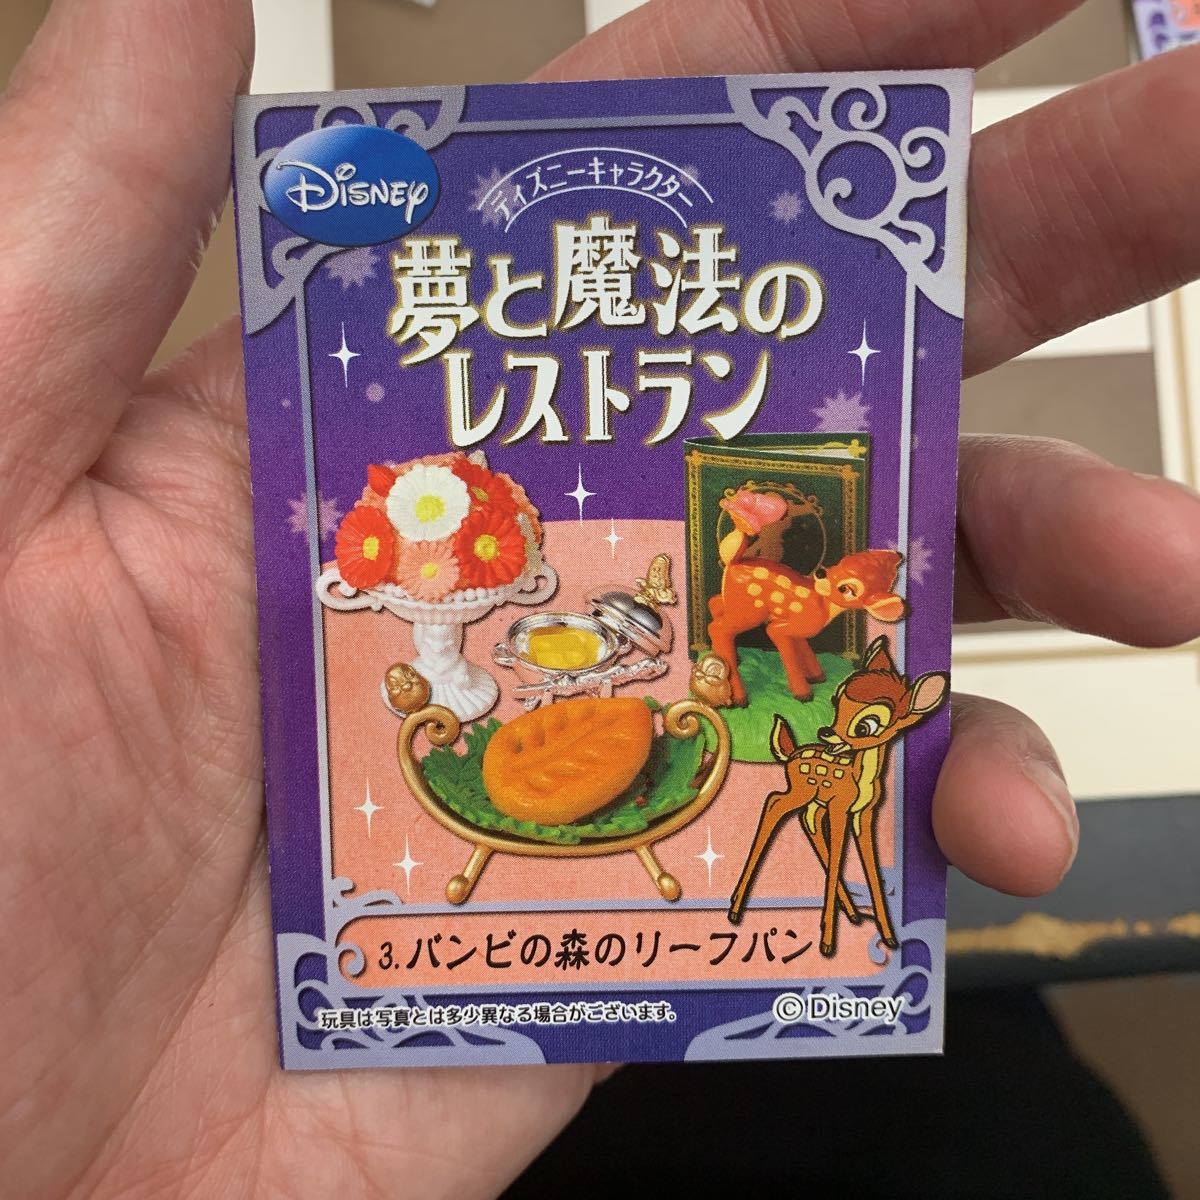 Disney
ディズニーキャラクター
夢と魔法の
レストラン
3. バンビの森のリーフパン
玩具は写真とは多少異なる場合がございます。
© Disney